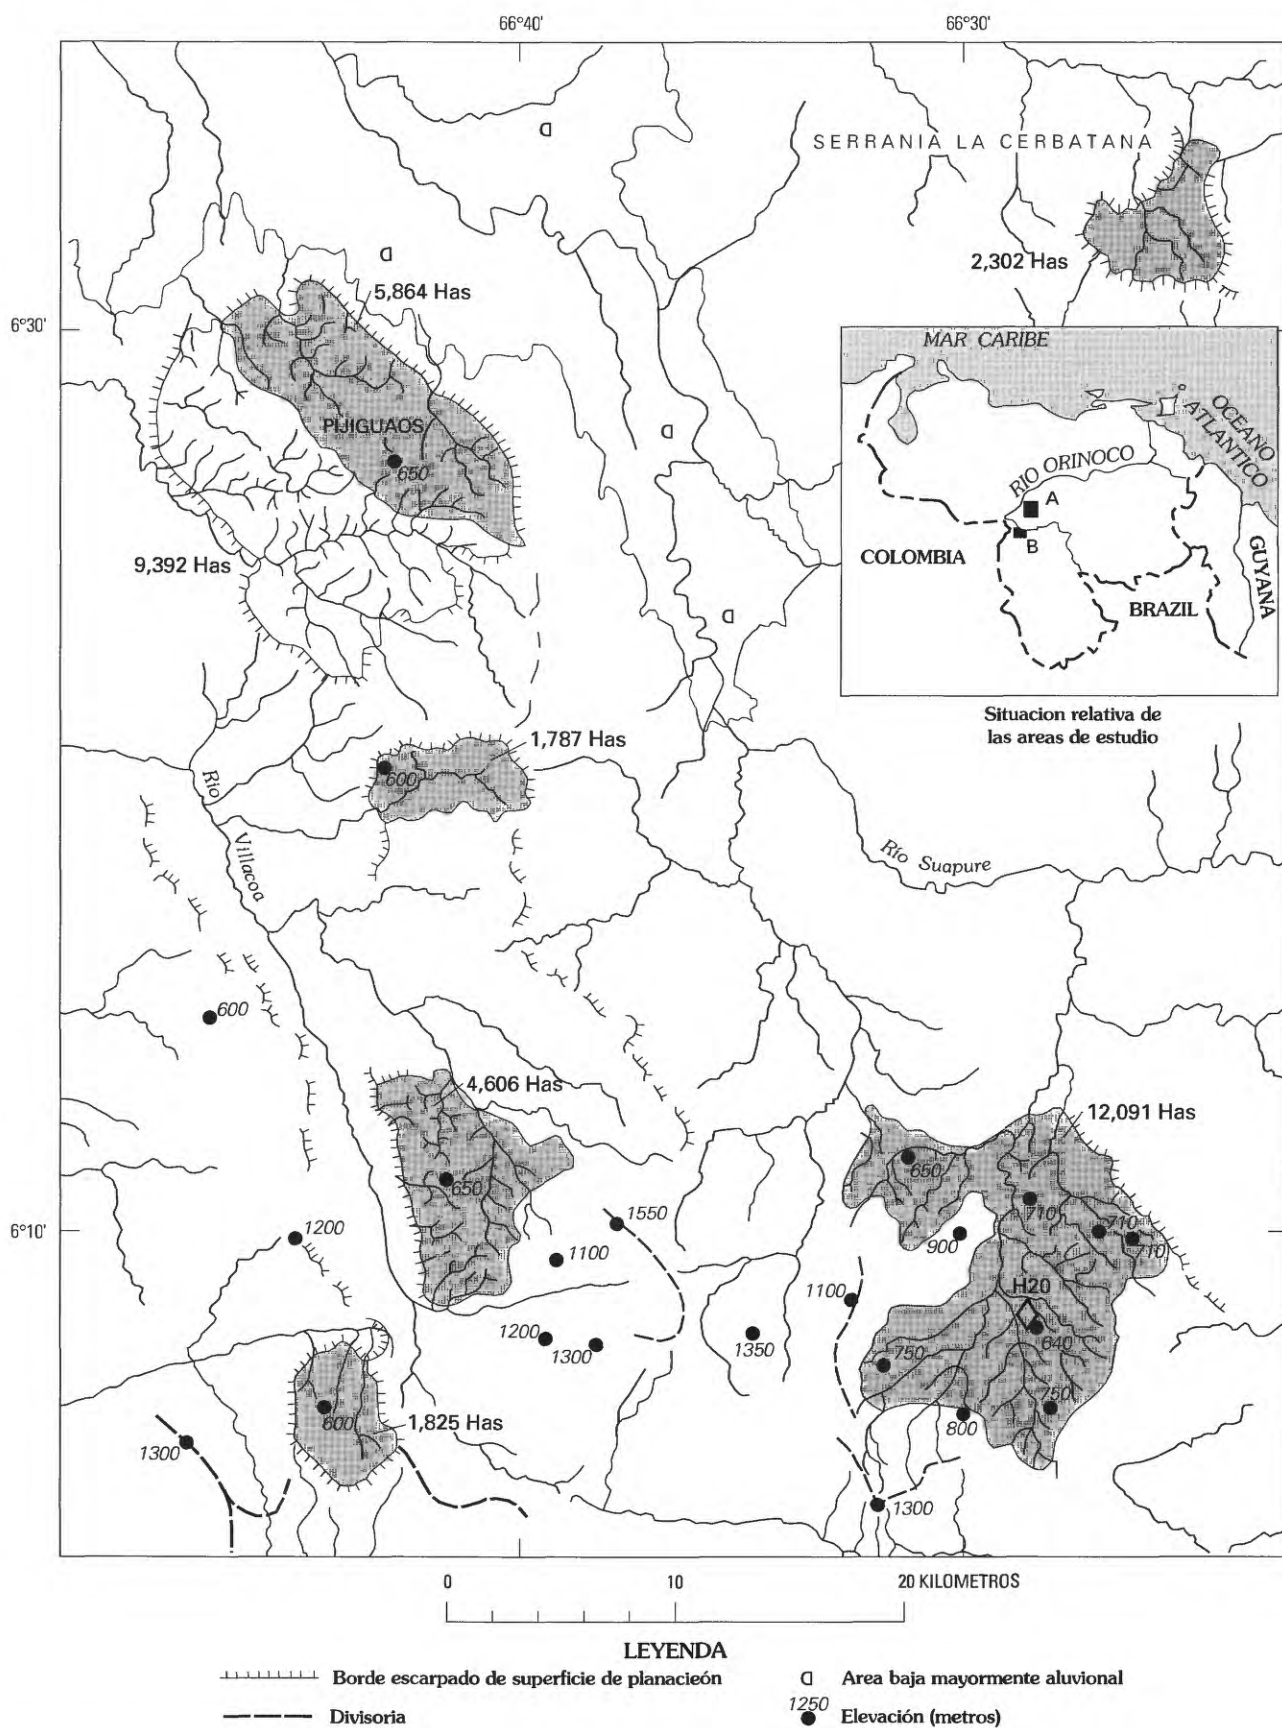 66°40'
66°30'
D
SERRANIA LA CERBATANA
D
2,302 Has
5,864 Has
6°30'
MAR CARIBE
OCEANO
ATLANTICO
PIJIGUAOS
650
D
RIO ORINOCO
A
B
COLOMBIA
GUYANA
BRAZIL
9,392 Has
D
Situacion relativa de
las areas de estudio
1,787 Has
600
Río
Villacoa
Río Suapure
600
4,606 Has
12,091 Has
650
650
710
710
710
1550
6°10'
1200
1100
900
H20
1100
640
1200
1300
1350
750
600
1,825 Has
750
800
1300
1300
0
10
20 KILOMETROS
LEYENDA
Borde escarpado de superficie de planacieón
D Area baja mayormente aluvional
Divisoria
1250
Elevación (metros)